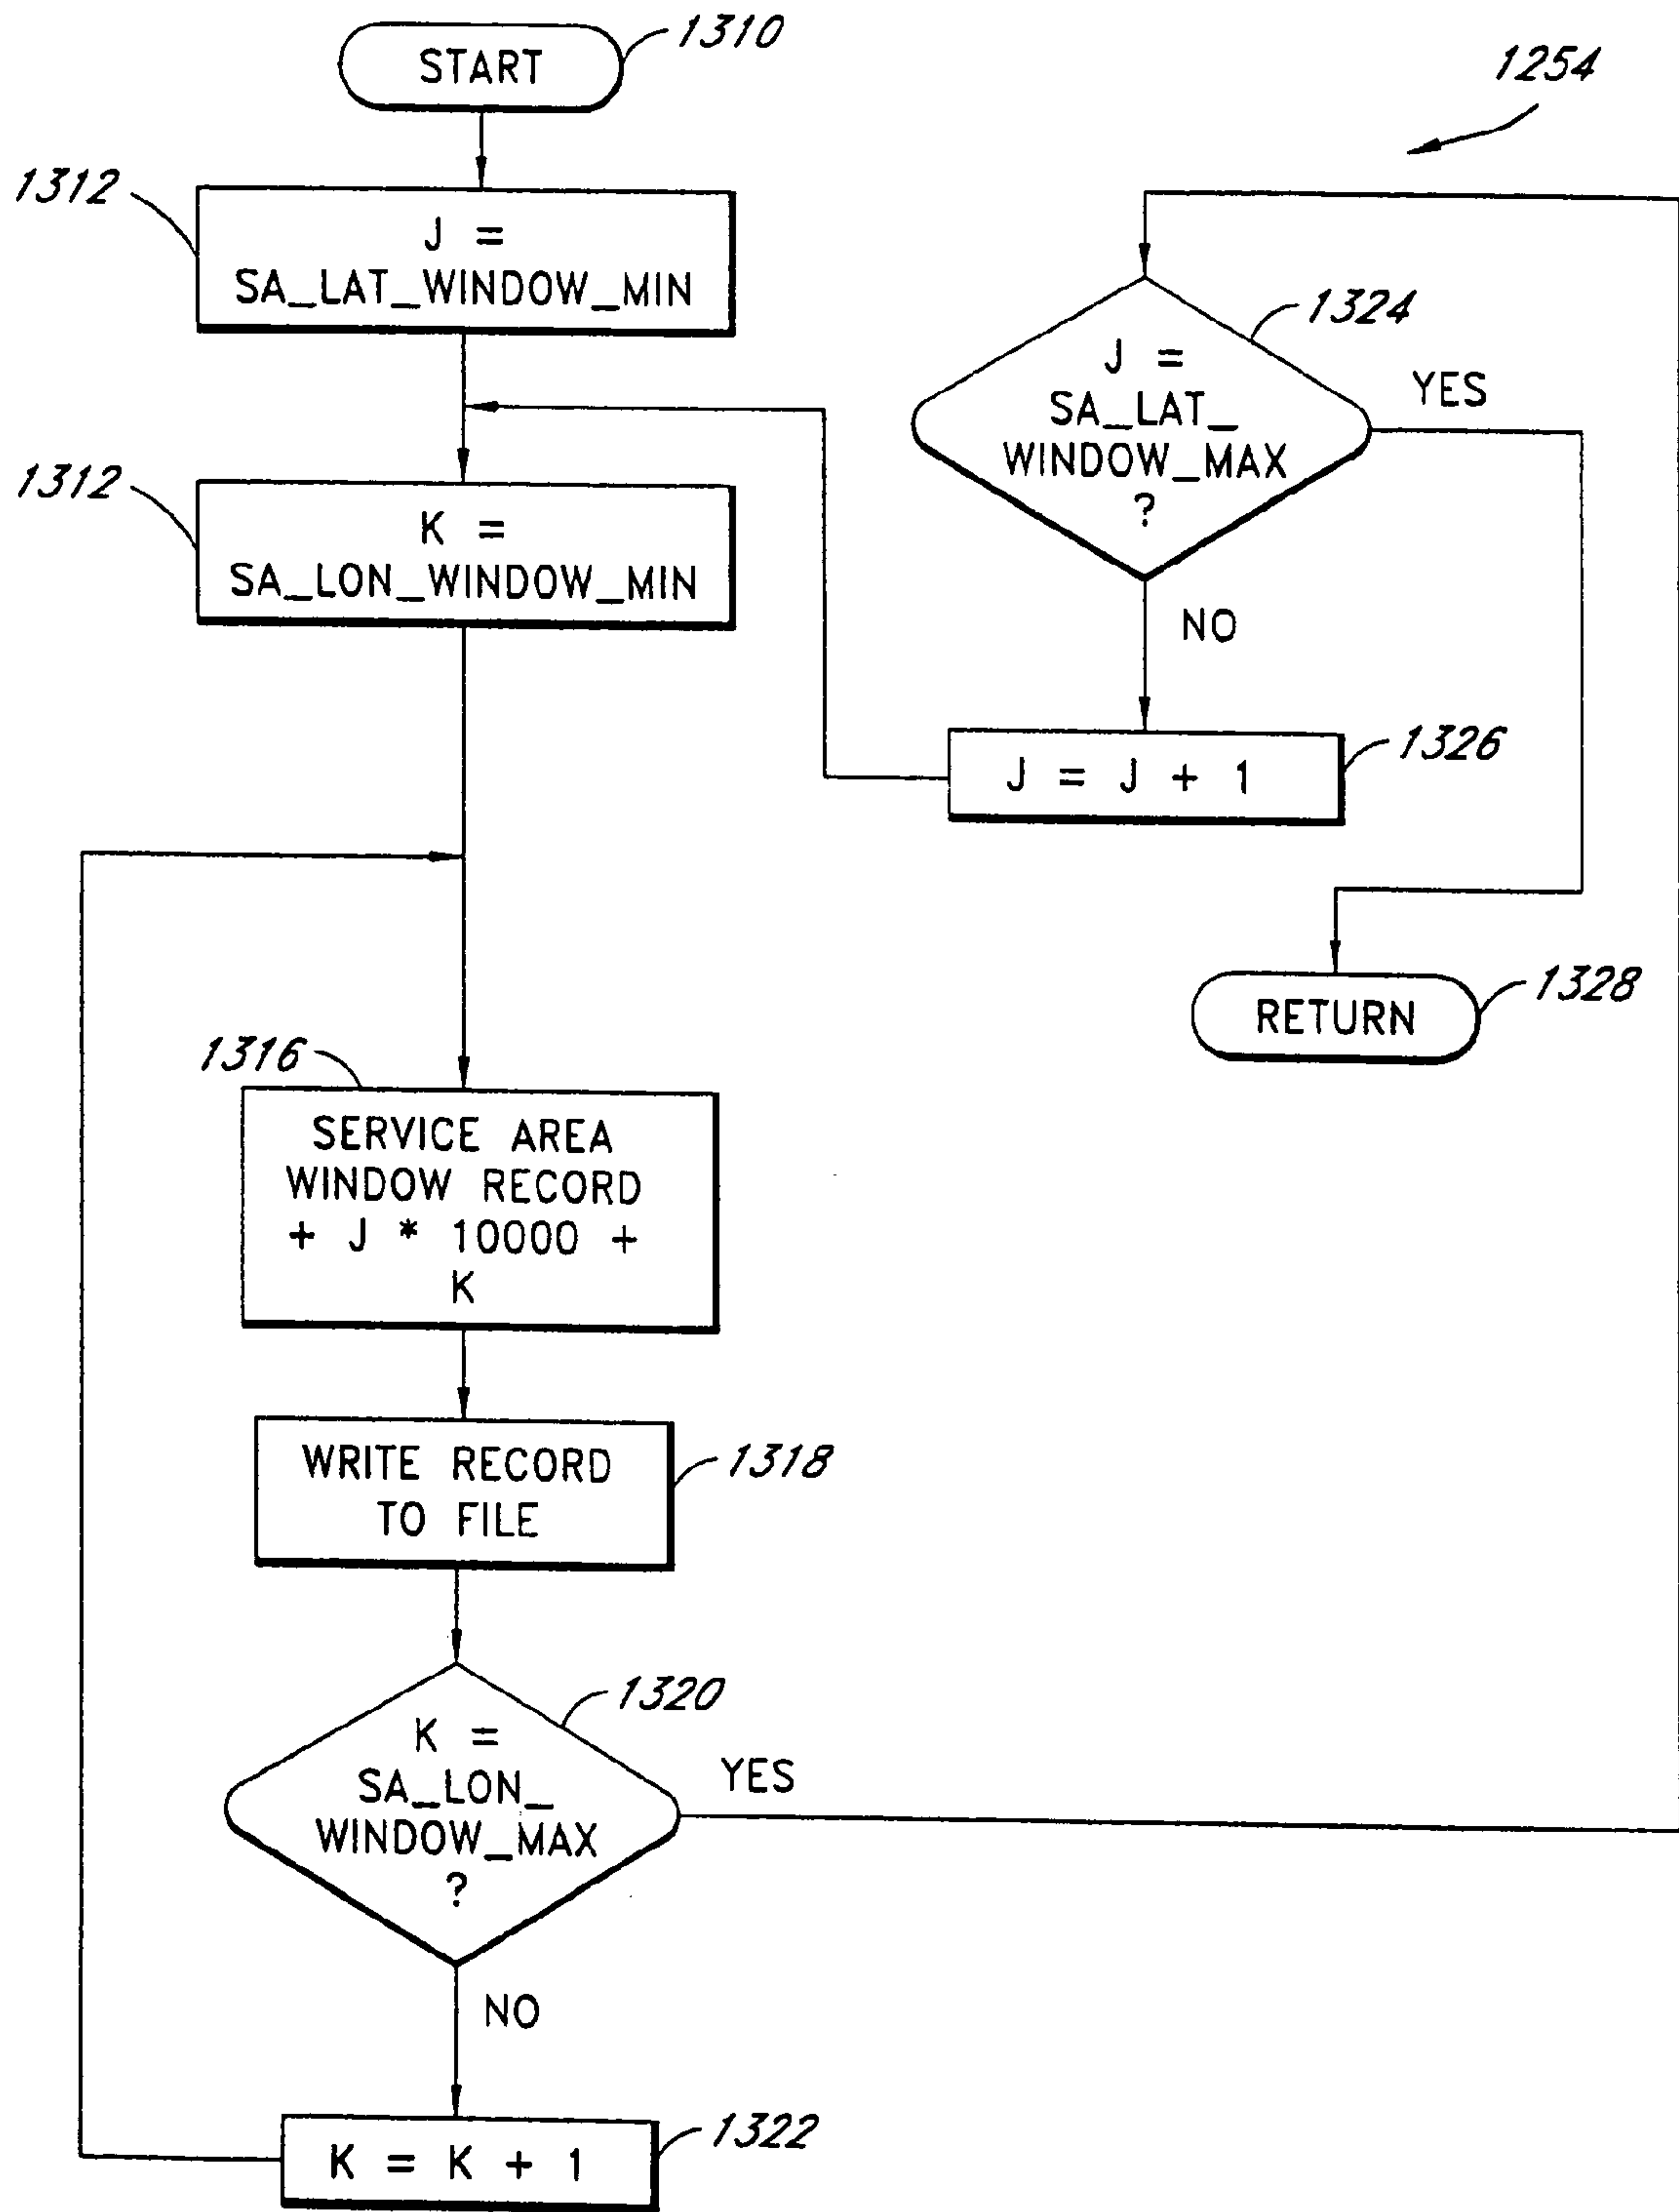 START
1310
1254
1312
J =
SA_LAT_WINDOW_MIN
1312
K =
SA_LON_WINDOW_MIN
1316
SERVICE AREA
WINDOW RECORD
+ J * 10000 +
K
WRITE RECORD
TO FILE
1318
1320
K =
SA_LON_
WINDOW_MAX
?
YES
NO
K = K + 1
1322
1324
J =
SA_LAT_
WINDOW_MAX
?
YES
NO
J = J + 1
1326
RETURN
1328